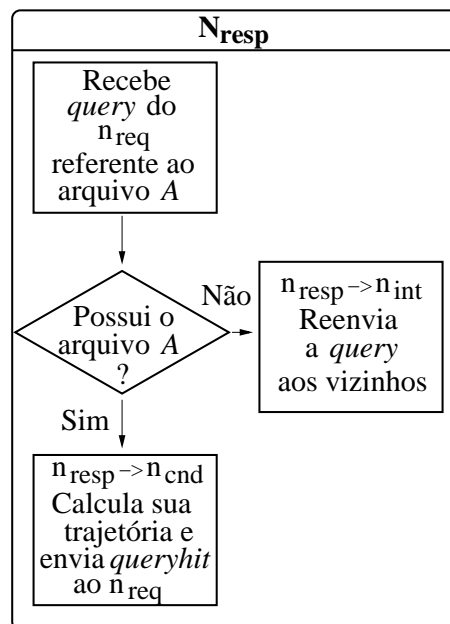 Nresp
Recebe
query do
nreq
referente ao
arquivo A
Possui o
arquivo A
?
Não
nresp->nint
Reenvia
a query
aos vizinhos
Sim
nresp->ncnd
Calcula sua
trajetória e
envia queryhit
ao nreq